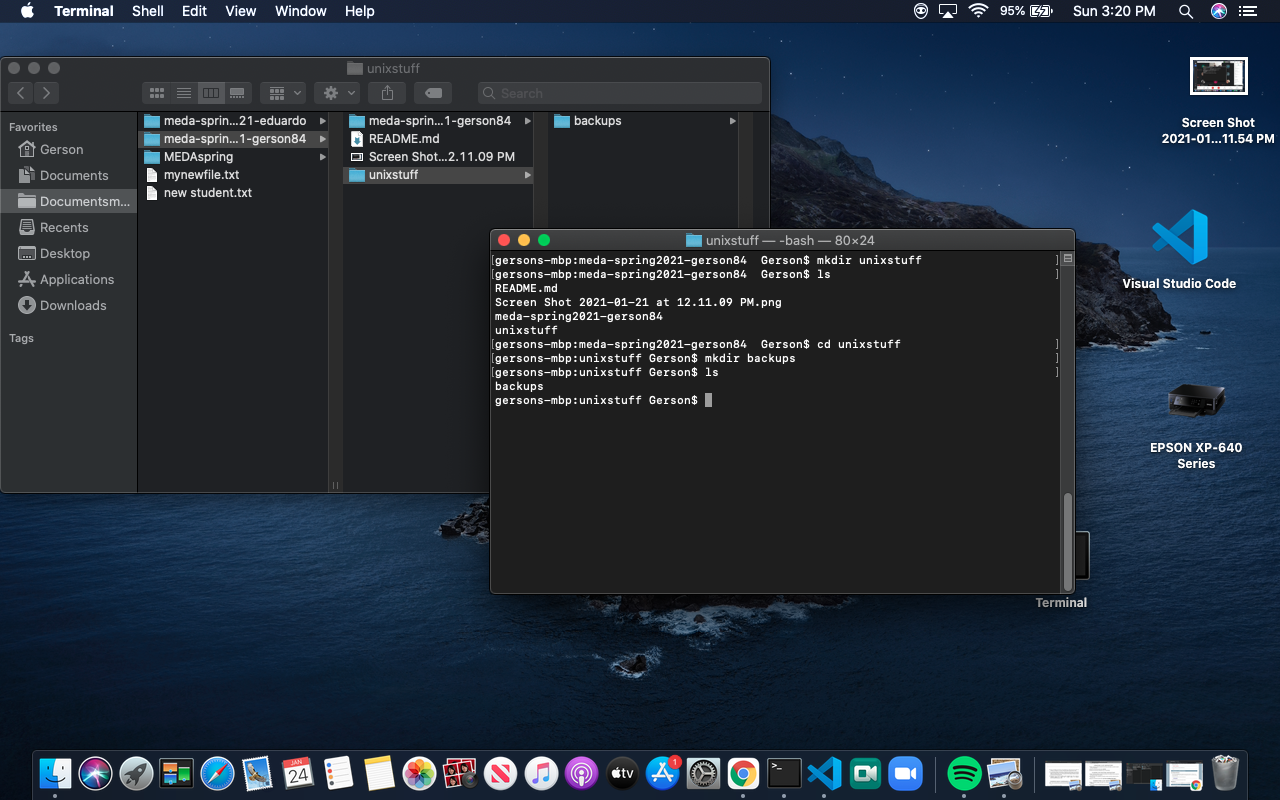 Terminal Shell Edit View Window Help 95% Sun 3:20 PM
unixstuff
Search
Favorites
Gerson
Documents
Documentsm...
Recents
Desktop
Applications
Downloads
Tags
meda-sprin...21-eduardo
meda-sprin...1-gerson84
MEDAspring
mynewfile.txt
new student.txt
meda-sprin...1-gerson84
README.md
Screen Shot...2.11.09 PM
unixstuff
backups
unixstuff — -bash — 80×24
[gersons-mbp:meda-spring2021-gerson84 Gerson$ mkdir unixstuff ]
[gersons-mbp:meda-spring2021-gerson84 Gerson$ ls ]
README.md
Screen Shot 2021-01-21 at 12.11.09 PM.png
meda-spring2021-gerson84
unixstuff
[gersons-mbp:meda-spring2021-gerson84 Gerson$ cd unixstuff ]
[gersons-mbp:unixstuff Gerson$ mkdir backups ]
[gersons-mbp:unixstuff Gerson$ ls ]
backups
gersons-mbp:unixstuff Gerson$
Screen Shot
2021-01...11.54 PM
Visual Studio Code
EPSON XP-640
Series
Terminal
JAN
24
tv
1
>_